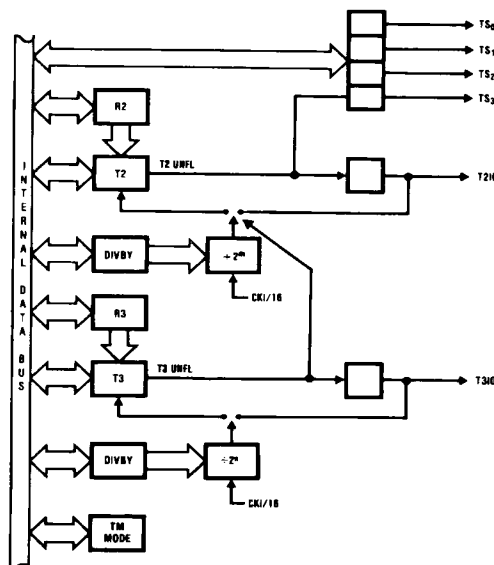 TS0
TS1
TS2
TS3
R2
T2
T2 UNFL
T2IO
DIVBY
÷2m
CKI/16
R3
T3
T3 UNFL
T3IO
DIVBY
÷2n
CKI/16
TM
MODE
INTERNAL DATA BUS